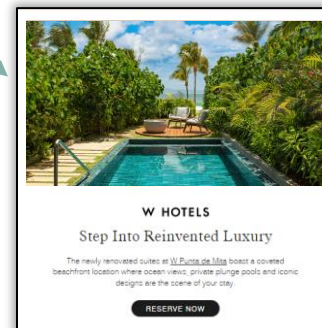 W HOTELS
Step Into Reinvented Luxury
The newly renovated suites at W Punta de Mita boast a coveted
beachfront location where ocean views, private plunge pools and iconic
designs are the scene of your stay.
RESERVE NOW